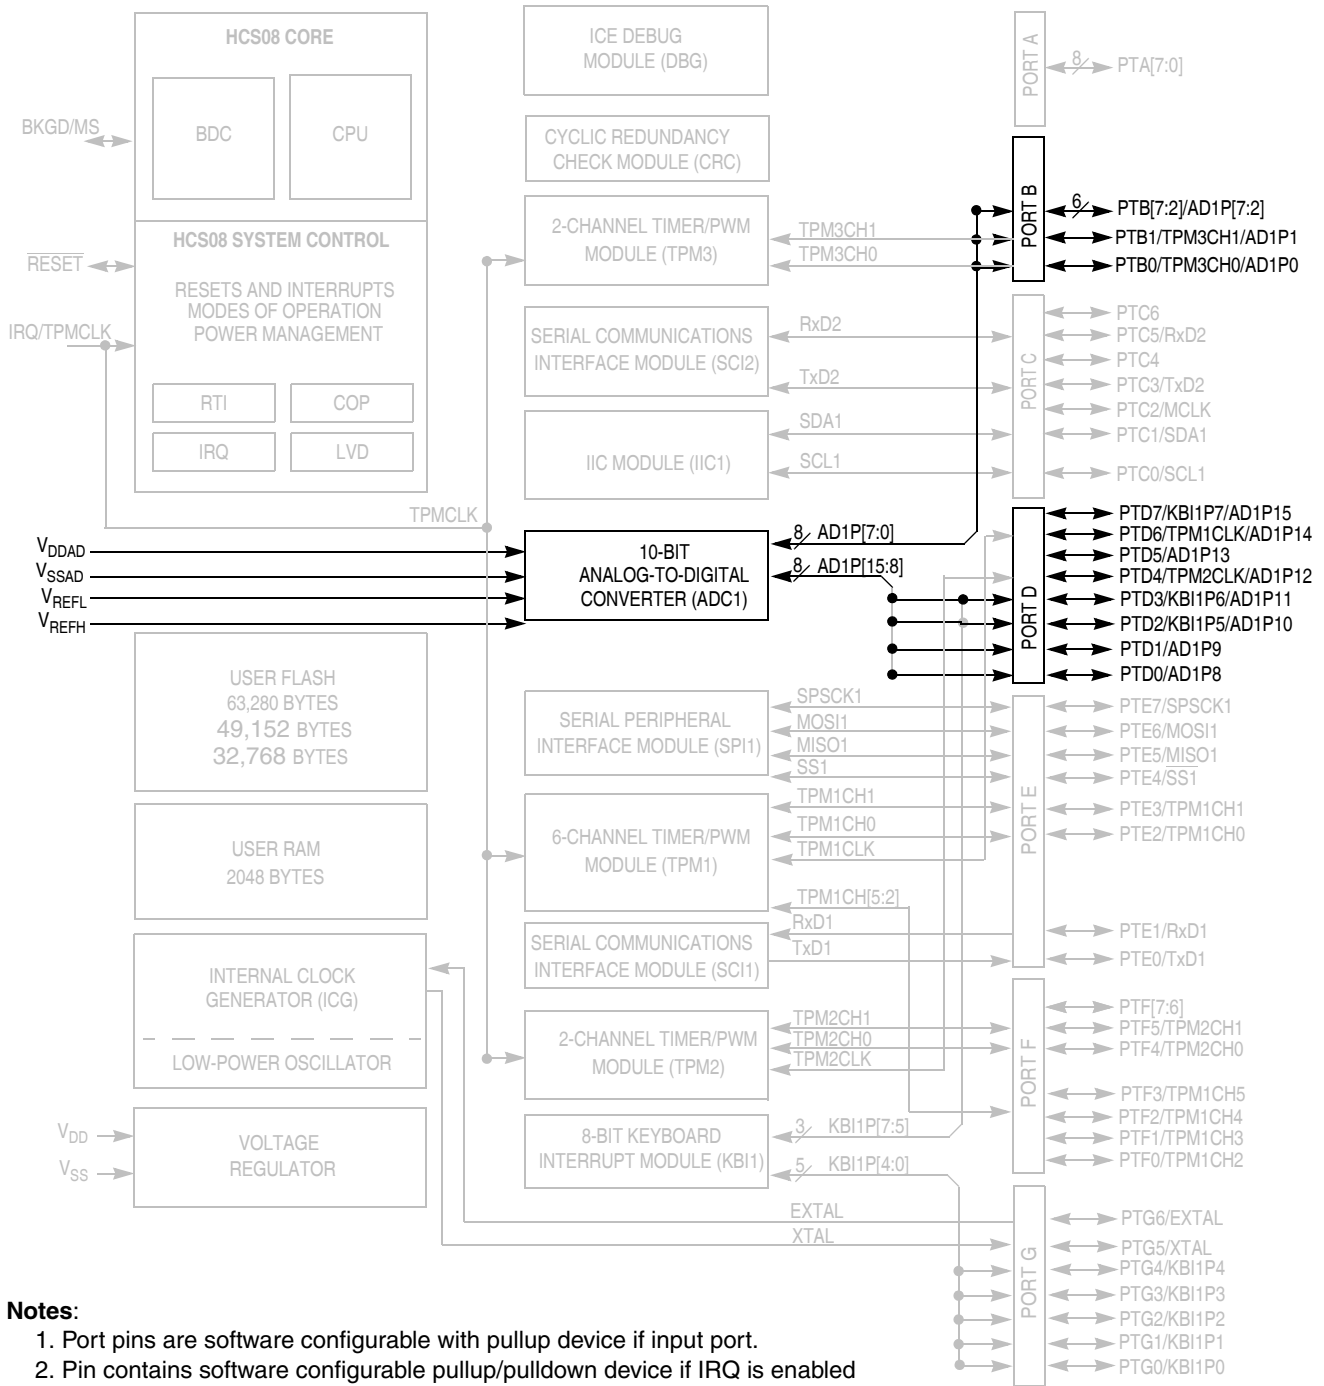 HCS08 CORE
BDC
CPU
BKGD/MS
HCS08 SYSTEM CONTROL
RESET
RESETS AND INTERRUPTS
MODES OF OPERATION
POWER MANAGEMENT
IRQ/TPMCLK
RTI
COP
IRQ
LVD
TPMCLK
VDDAD
VSSAD
VREFL
VREFH
USER FLASH
63,280 BYTES
49,152 BYTES
32,768 BYTES
USER RAM
2048 BYTES
INTERNAL CLOCK
GENERATOR (ICG)
LOW-POWER OSCILLATOR
VDD
VSS
VOLTAGE
REGULATOR
ICE DEBUG
MODULE (DBG)
CYCLIC REDUNDANCY
CHECK MODULE (CRC)
2-CHANNEL TIMER/PWM
MODULE (TPM3)
TPM3CH1
TPM3CH0
SERIAL COMMUNICATIONS
INTERFACE MODULE (SCI2)
RxD2
TxD2
IIC MODULE (IIC1)
SDA1
SCL1
10-BIT
ANALOG-TO-DIGITAL
CONVERTER (ADC1)
8 AD1P[7:0]
8 AD1P[15:8]
SERIAL PERIPHERAL
INTERFACE MODULE (SPI1)
SPSCK1
MOSI1
MISO1
SS1
6-CHANNEL TIMER/PWM
MODULE (TPM1)
TPM1CH1
TPM1CH0
TPM1CLK
TPM1CH[5:2]
SERIAL COMMUNICATIONS
INTERFACE MODULE (SCI1)
RxD1
TxD1
2-CHANNEL TIMER/PWM
MODULE (TPM2)
TPM2CH1
TPM2CH0
TPM2CLK
8-BIT KEYBOARD
INTERRUPT MODULE (KBI1)
3 KBI1P[7:5]
5 KBI1P[4:0]
EXTAL
XTAL
PORT A
8 PTA[7:0]
PORT B
6 PTB[7:2]/AD1P[7:2]
PTB1/TPM3CH1/AD1P1
PTB0/TPM3CH0/AD1P0
PORT C
PTC6
PTC5/RxD2
PTC4
PTC3/TxD2
PTC2/MCLK
PTC1/SDA1
PTC0/SCL1
PORT D
PTD7/KBI1P7/AD1P15
PTD6/TPM1CLK/AD1P14
PTD5/AD1P13
PTD4/TPM2CLK/AD1P12
PTD3/KBI1P6/AD1P11
PTD2/KBI1P5/AD1P10
PTD1/AD1P9
PTD0/AD1P8
PORT E
PTE7/SPSCK1
PTE6/MOSI1
PTE5/MISO1
PTE4/SS1
PTE3/TPM1CH1
PTE2/TPM1CH0
PTE1/RxD1
PTE0/TxD1
PORT F
PTF[7:6]
PTF5/TPM2CH1
PTF4/TPM2CH0
PTF3/TPM1CH5
PTF2/TPM1CH4
PTF1/TPM1CH3
PTF0/TPM1CH2
PORT G
PTG6/EXTAL
PTG5/XTAL
PTG4/KBI1P4
PTG3/KBI1P3
PTG2/KBI1P2
PTG1/KBI1P1
PTG0/KBI1P0
Notes:
1. Port pins are software configurable with pullup device if input port.
2. Pin contains software configurable pullup/pulldown device if IRQ is enabled